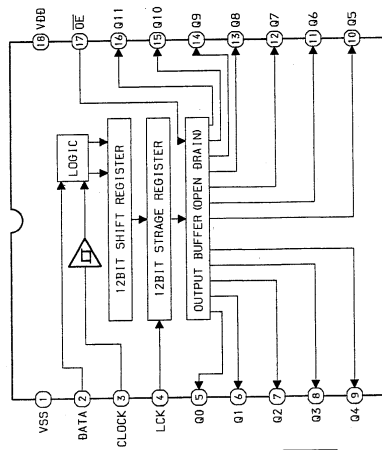 VSS 1
DATA 2
CLOCK 3
LCK 4
Q0 5
Q1 6
Q2 7
Q3 8
Q4 9
LOGIC
12BIT SHIFT REGISTER
12BIT STRAGE REGISTER
OUTPUT BUFFER (OPEN DRAIN)
18 VDD
17 OE
16 Q11
15 Q10
14 Q9
13 Q8
12 Q7
11 Q6
10 Q5